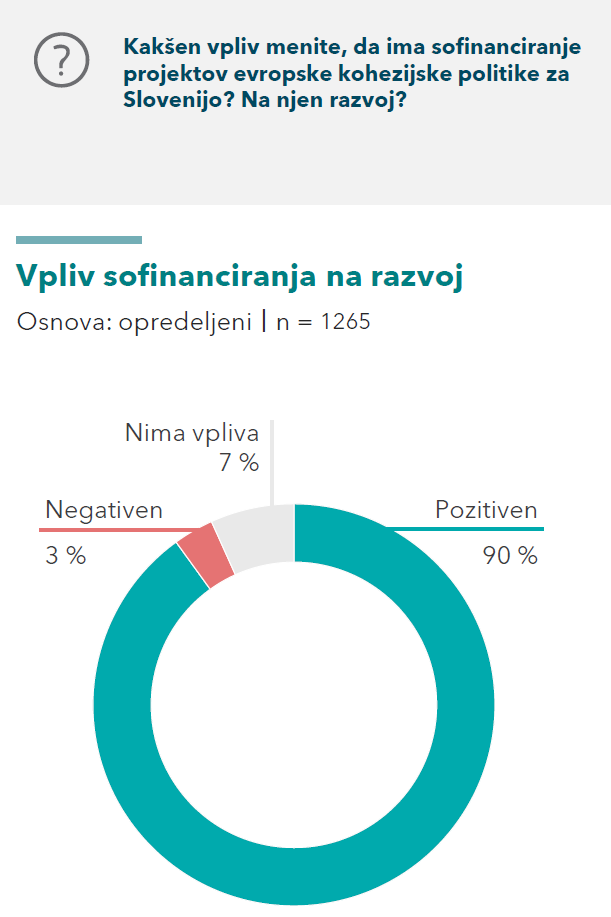 ?
Kakšen vpliv menite, da ima sofinanciranje
projektov evropske kohezijske politike za
Slovenijo? Na njen razvoj?
Vpliv sofinanciranja na razvoj
Osnova: opredeljeni | n = 1265
Nima vpliva
7 %
Negativen
3 %
Pozitiven
90 %